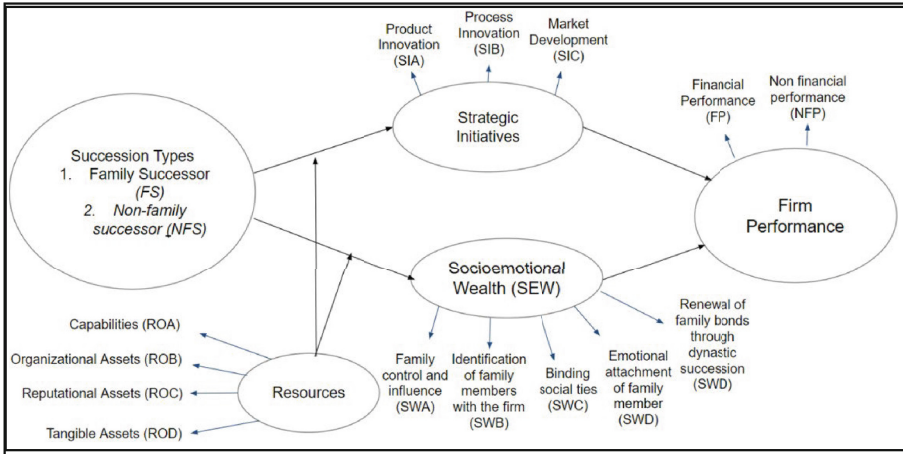 Product
Innovation
(SIA)
Process
Innovation
(SIB)
Market
Development
(SIC)
Strategic
Initiatives
Financial
Performance
(FP)
Non financial
performance
(NFP)
Succession Types
1. Family Successor
(FS)
2. Non-family
successor (NFS)
Firm
Performance
Socioemotional
Wealth (SEW)
Capabilities (ROA)
Organizational Assets (ROB)
Reputational Assets (ROC)
Tangible Assets (ROD)
Resources
Family
control and
influence
(SWA)
Identification
of family
members
with the firm
(SWB)
Binding
social ties
(SWC)
Emotional
attachment
of family
member
(SWD)
Renewal of
family bonds
through
dynastic
succession
(SWD)